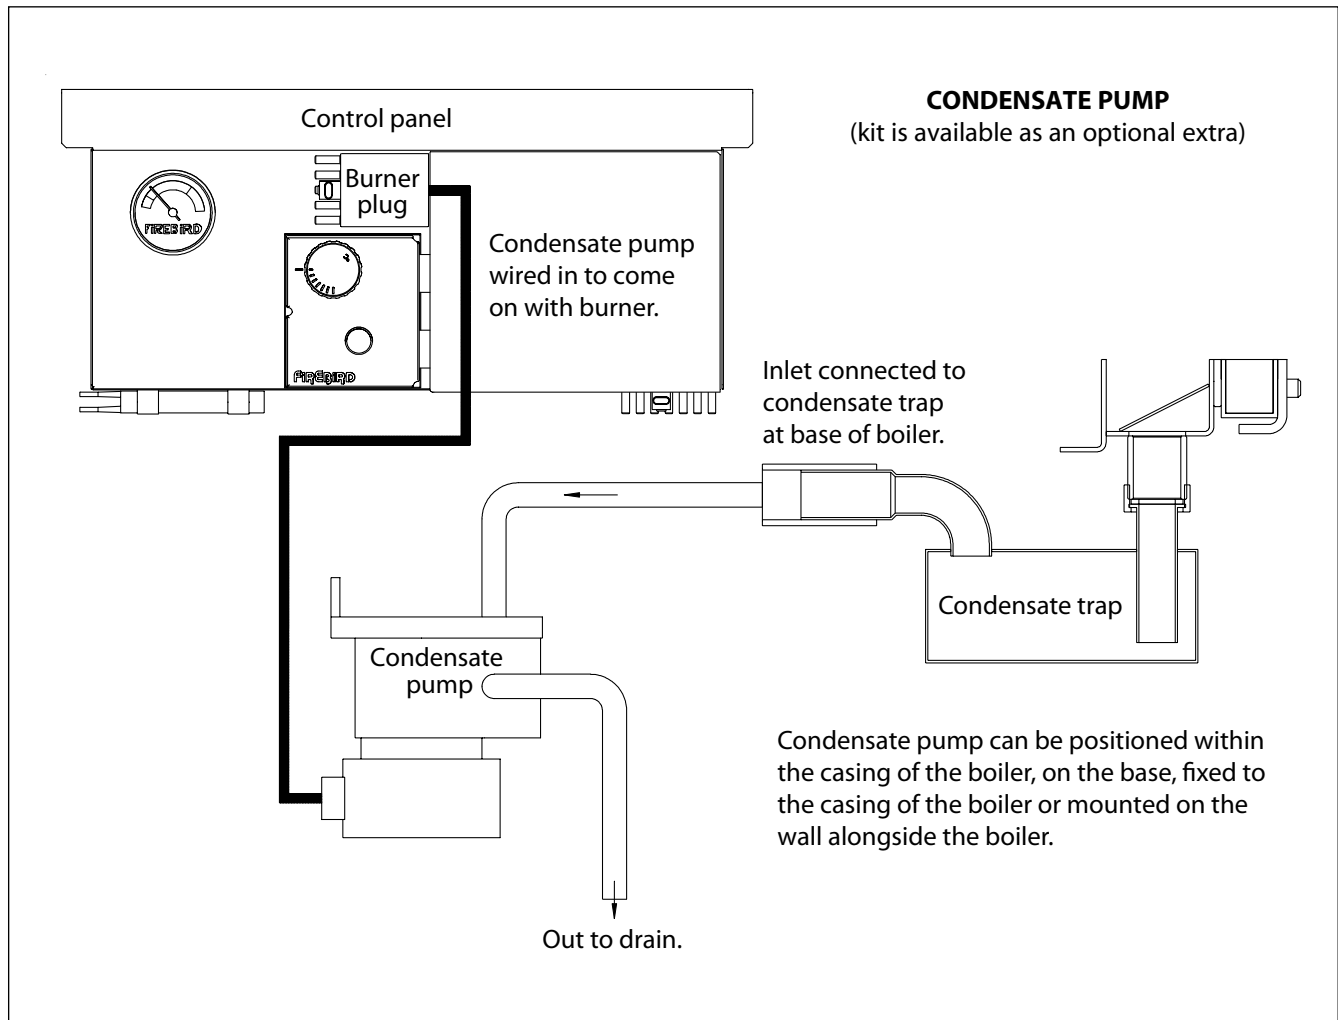 CONDENSATE PUMP
(kit is available as an optional extra)
Control panel
Burner
plug
FIREBIRD
Condensate pump
wired in to come
on with burner.
FIREBIRD
Inlet connected to
condensate trap
at base of boiler.
Condensate trap
Condensate
pump
Condensate pump can be positioned within
the casing of the boiler, on the base, fixed to
the casing of the boiler or mounted on the
wall alongside the boiler.
Out to drain.